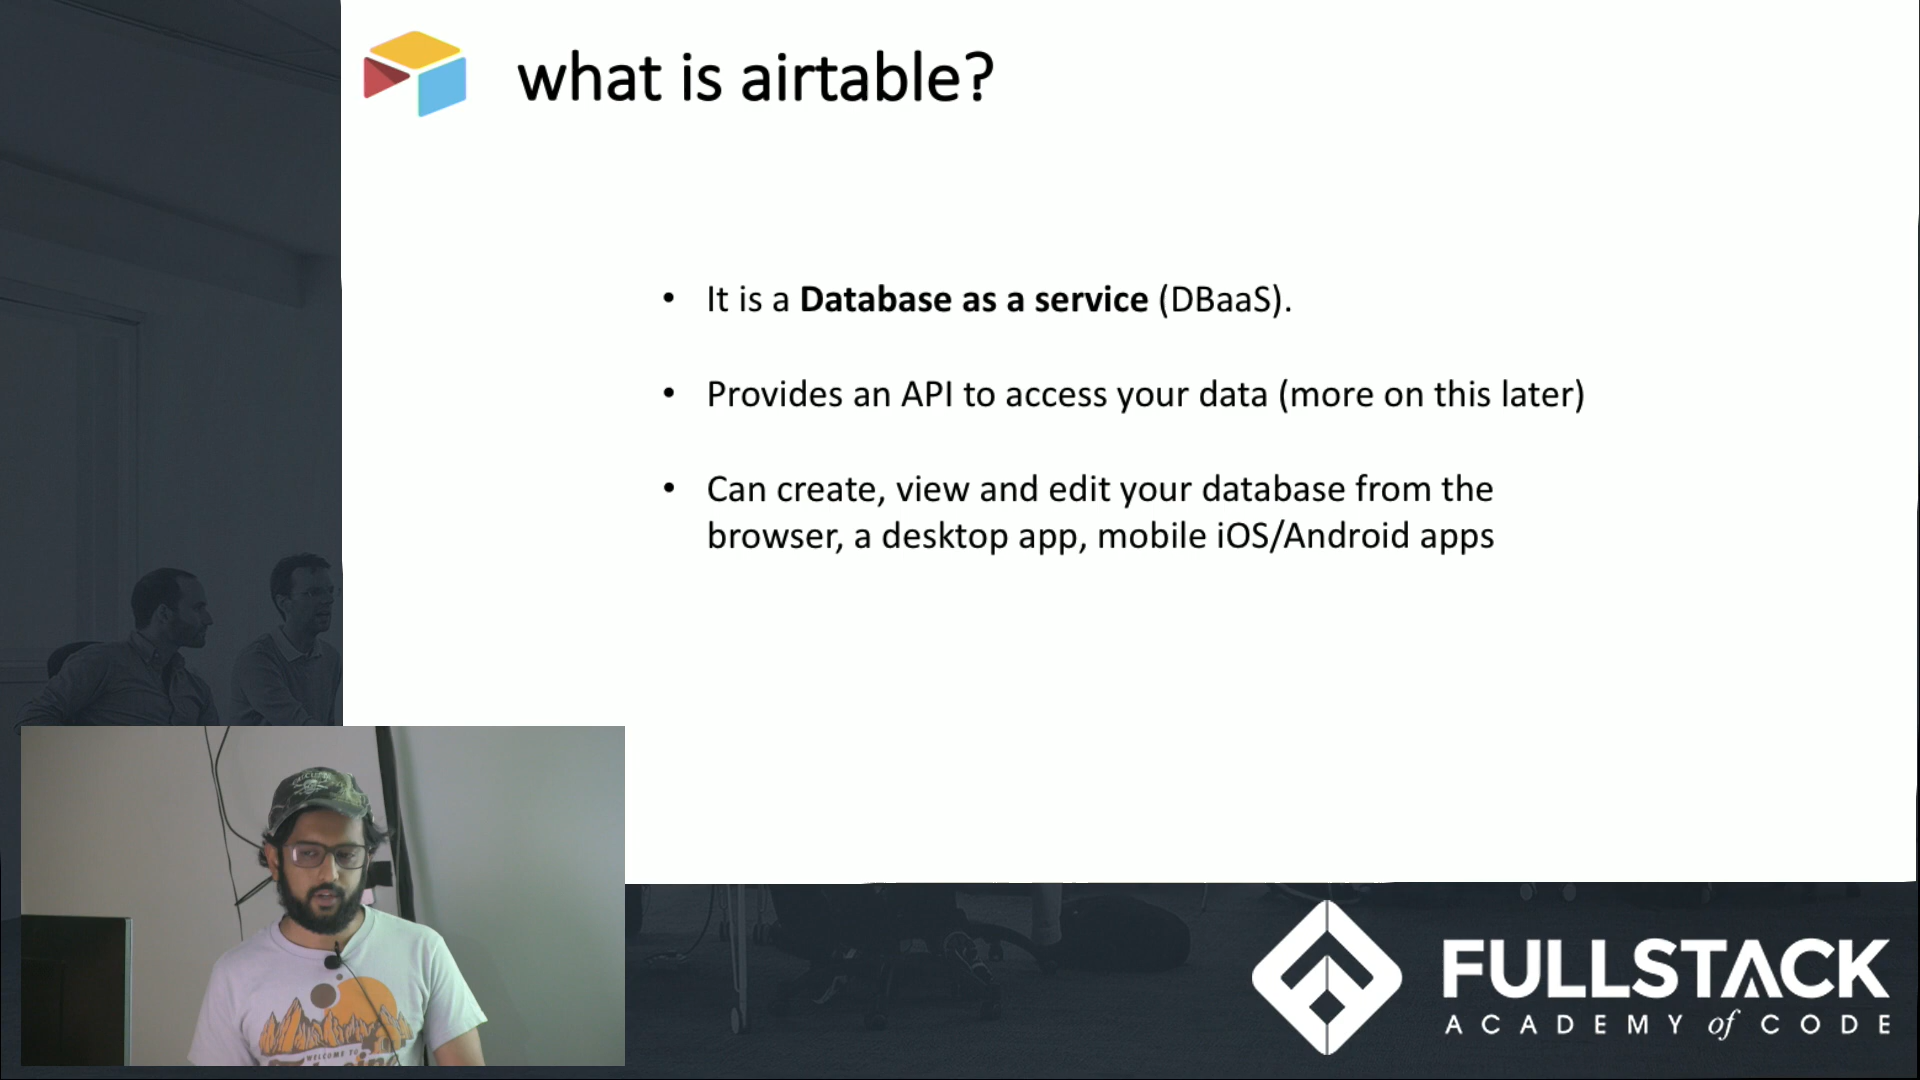 what is airtable?
• It is a Database as a service (DBaaS).
• Provides an API to access your data (more on this later)
• Can create, view and edit your database from the
browser, a desktop app, mobile iOS/Android apps
WELCOME TO
FULLSTACK
ACADEMY of CODE